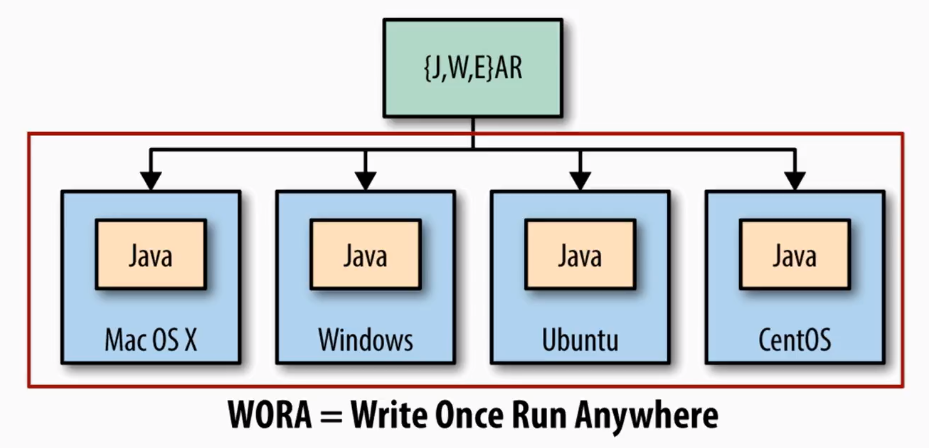 {J,W,E}AR
Java
Java
Java
Java
Mac OS X
Windows
Ubuntu
CentOS
WORA = Write Once Run Anywhere